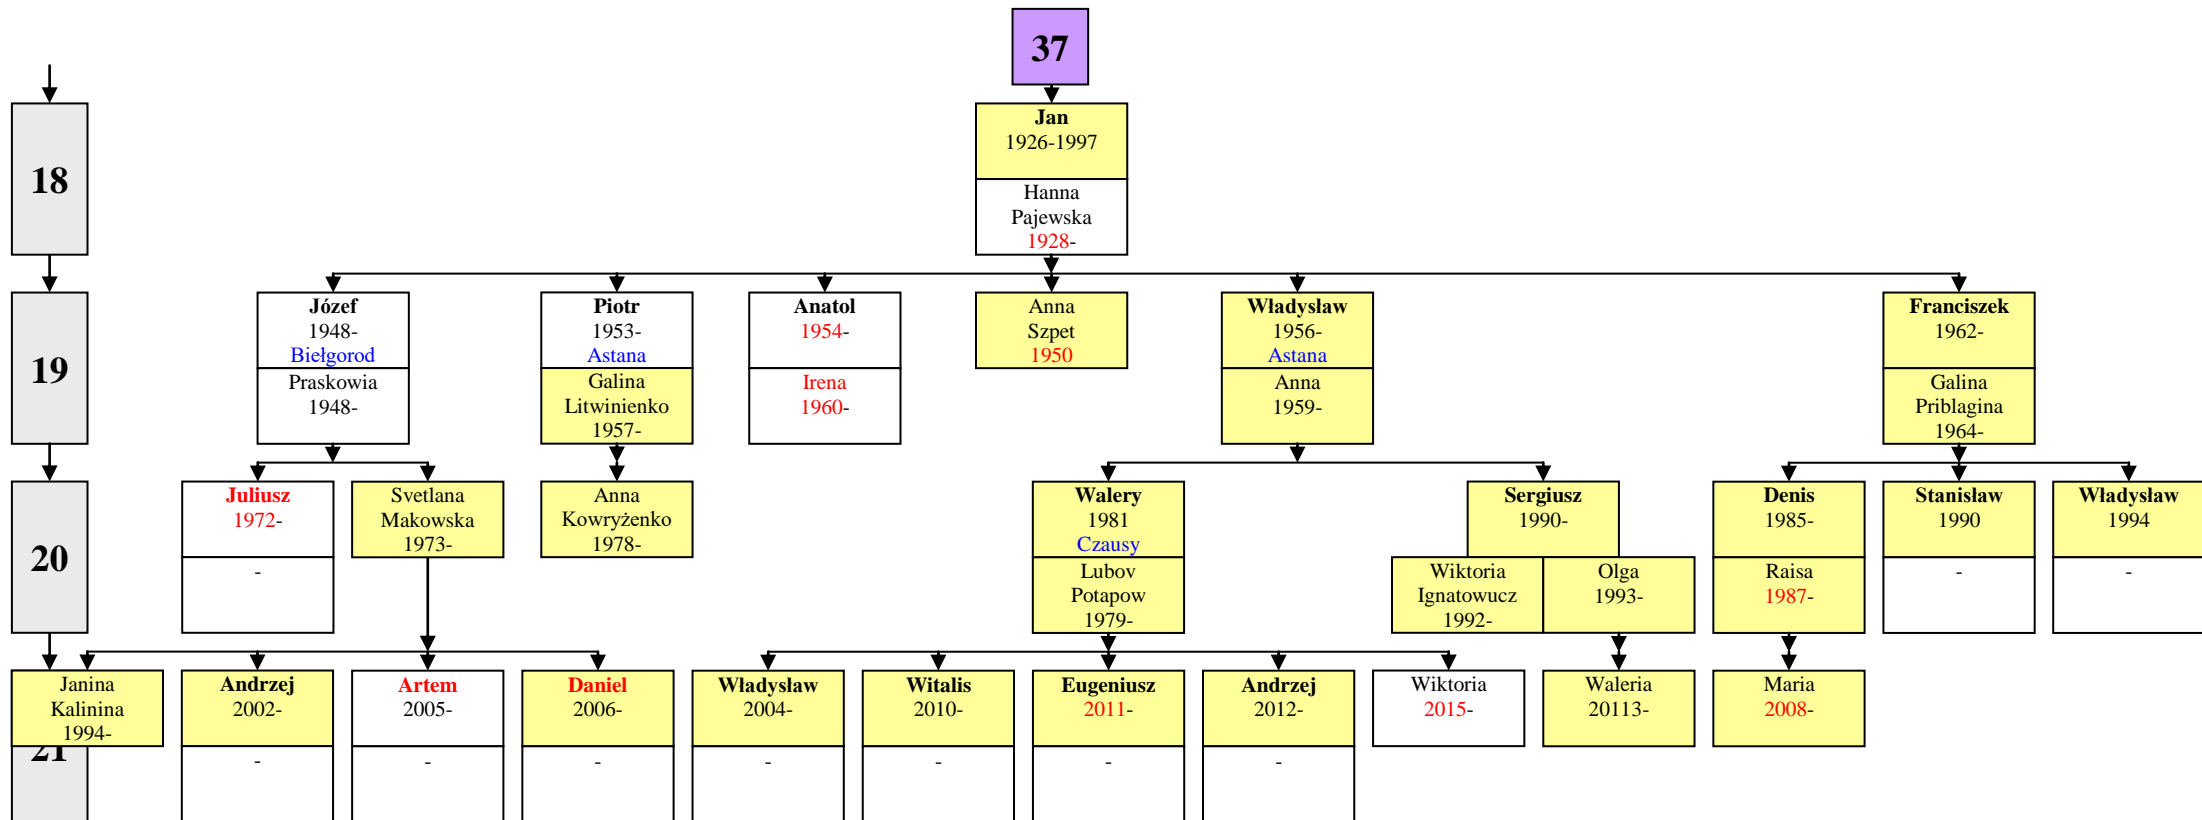 37
18
Jan
1926-1997
Hanna
Pajewska
1928-
19
Józef
1948-
Biełgorod
Praskowia
1948-
Piotr
1953-
Astana
Galina
Litwinienko
1957-
Anatol
1954-
Irena
1960-
Anna
Szpet
1950
Władysław
1956-
Astana
Anna
1959-
Franciszek
1962-
Galina
Priblagina
1964-
20
Juliusz
1972-
-
Svetlana
Makowska
1973-
Anna
Kowryżenko
1978-
Walery
1981
Czausy
Lubov
Potapow
1979-
Sergiusz
1990-
Wiktoria
Ignatowucz
1992-
Olga
1993-
Denis
1985-
Raisa
1987-
Stanisław
1990
-
Władysław
1994
-
21
Janina
Kalinina
1994-
Andrzej
2002-
-
Artem
2005-
-
Daniel
2006-
-
Władysław
2004-
-
Witalis
2010-
-
Eugeniusz
2011-
-
Andrzej
2012-
-
Wiktoria
2015-
Waleria
20113-
Maria
2008-